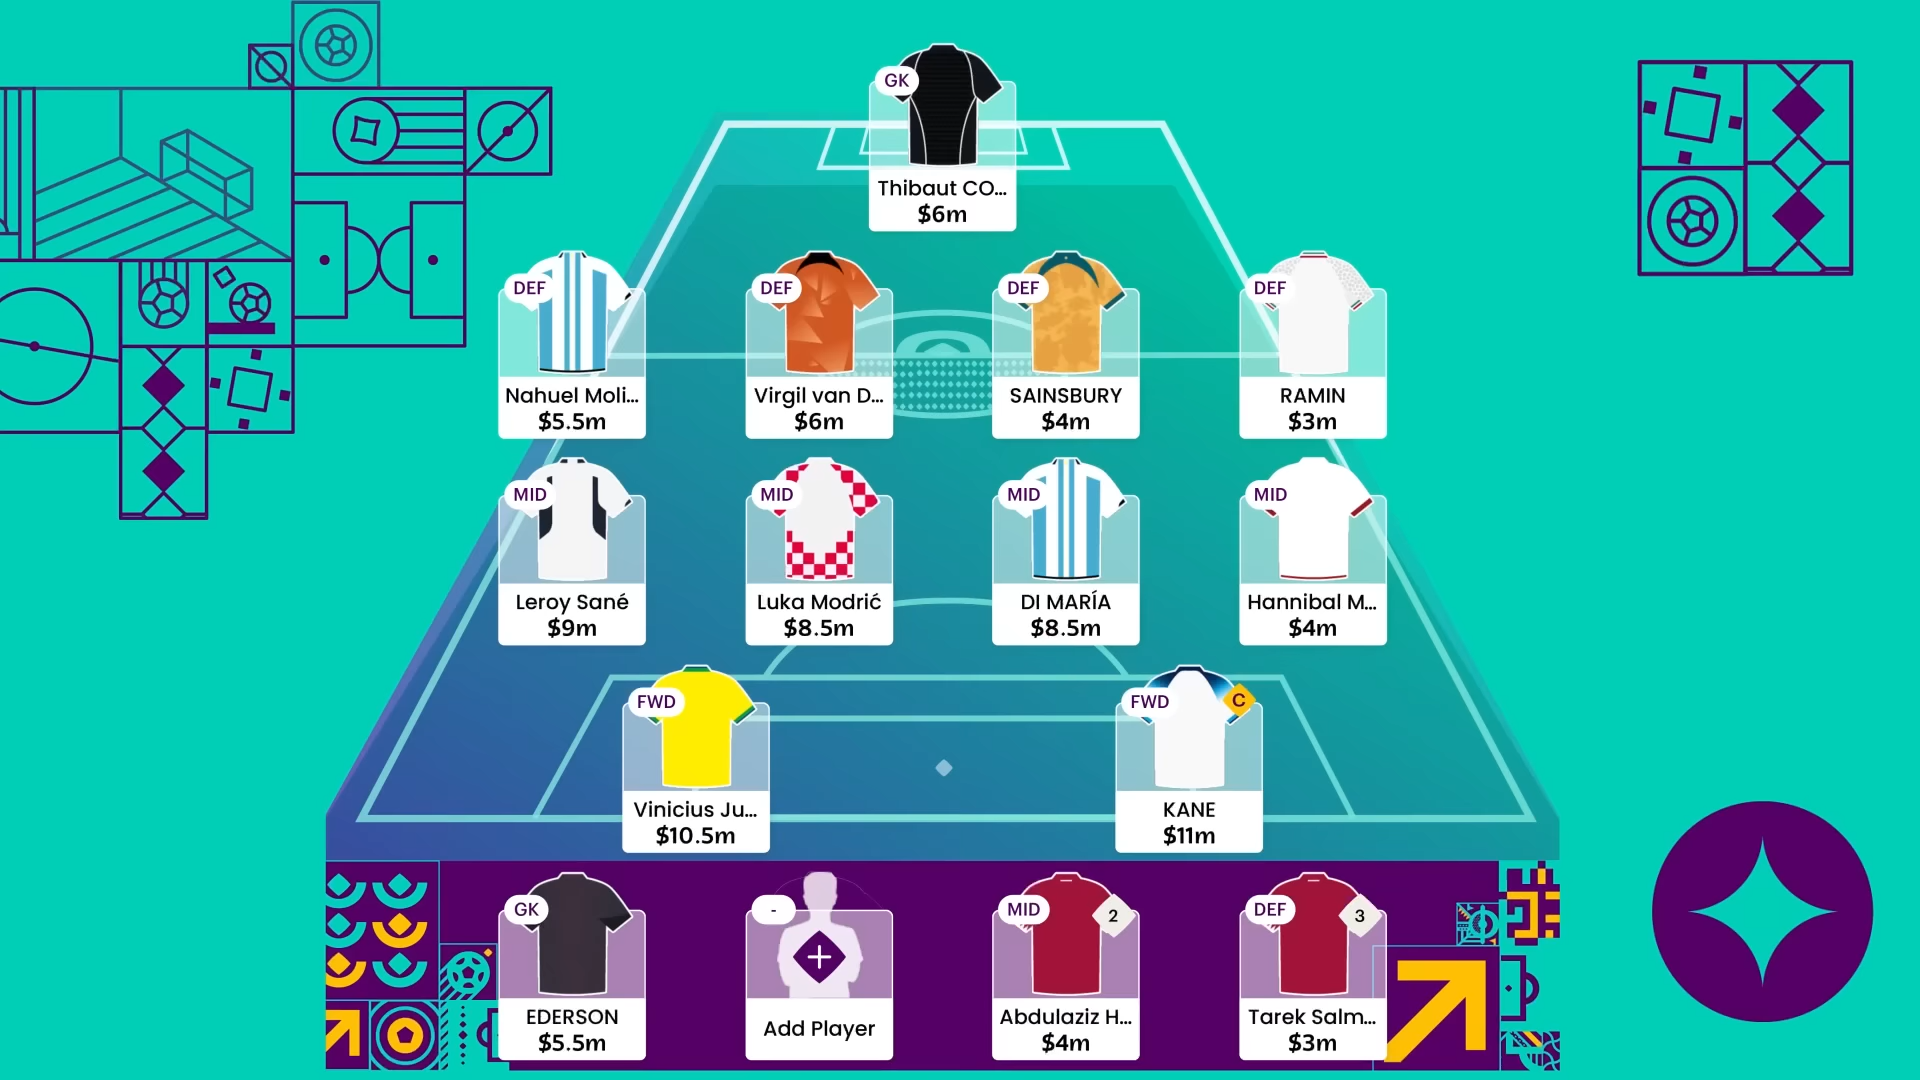 GK
Thibaut CO...
$6m
DEF
Nahuel Moli...
$5.5m
DEF
Virgil van D...
$6m
DEF
SAINSBURY
$4m
DEF
RAMIN
$3m
MID
Leroy Sané
$9m
MID
Luka Modrić
$8.5m
MID
DI MARÍA
$8.5m
MID
Hannibal M...
$4m
FWD
Vinicius Ju...
$10.5m
FWD
C
KANE
$11m
GK
EDERSON
$5.5m
-
Add Player
MID
2
Abdulaziz H...
$4m
DEF
3
Tarek Salm...
$3m